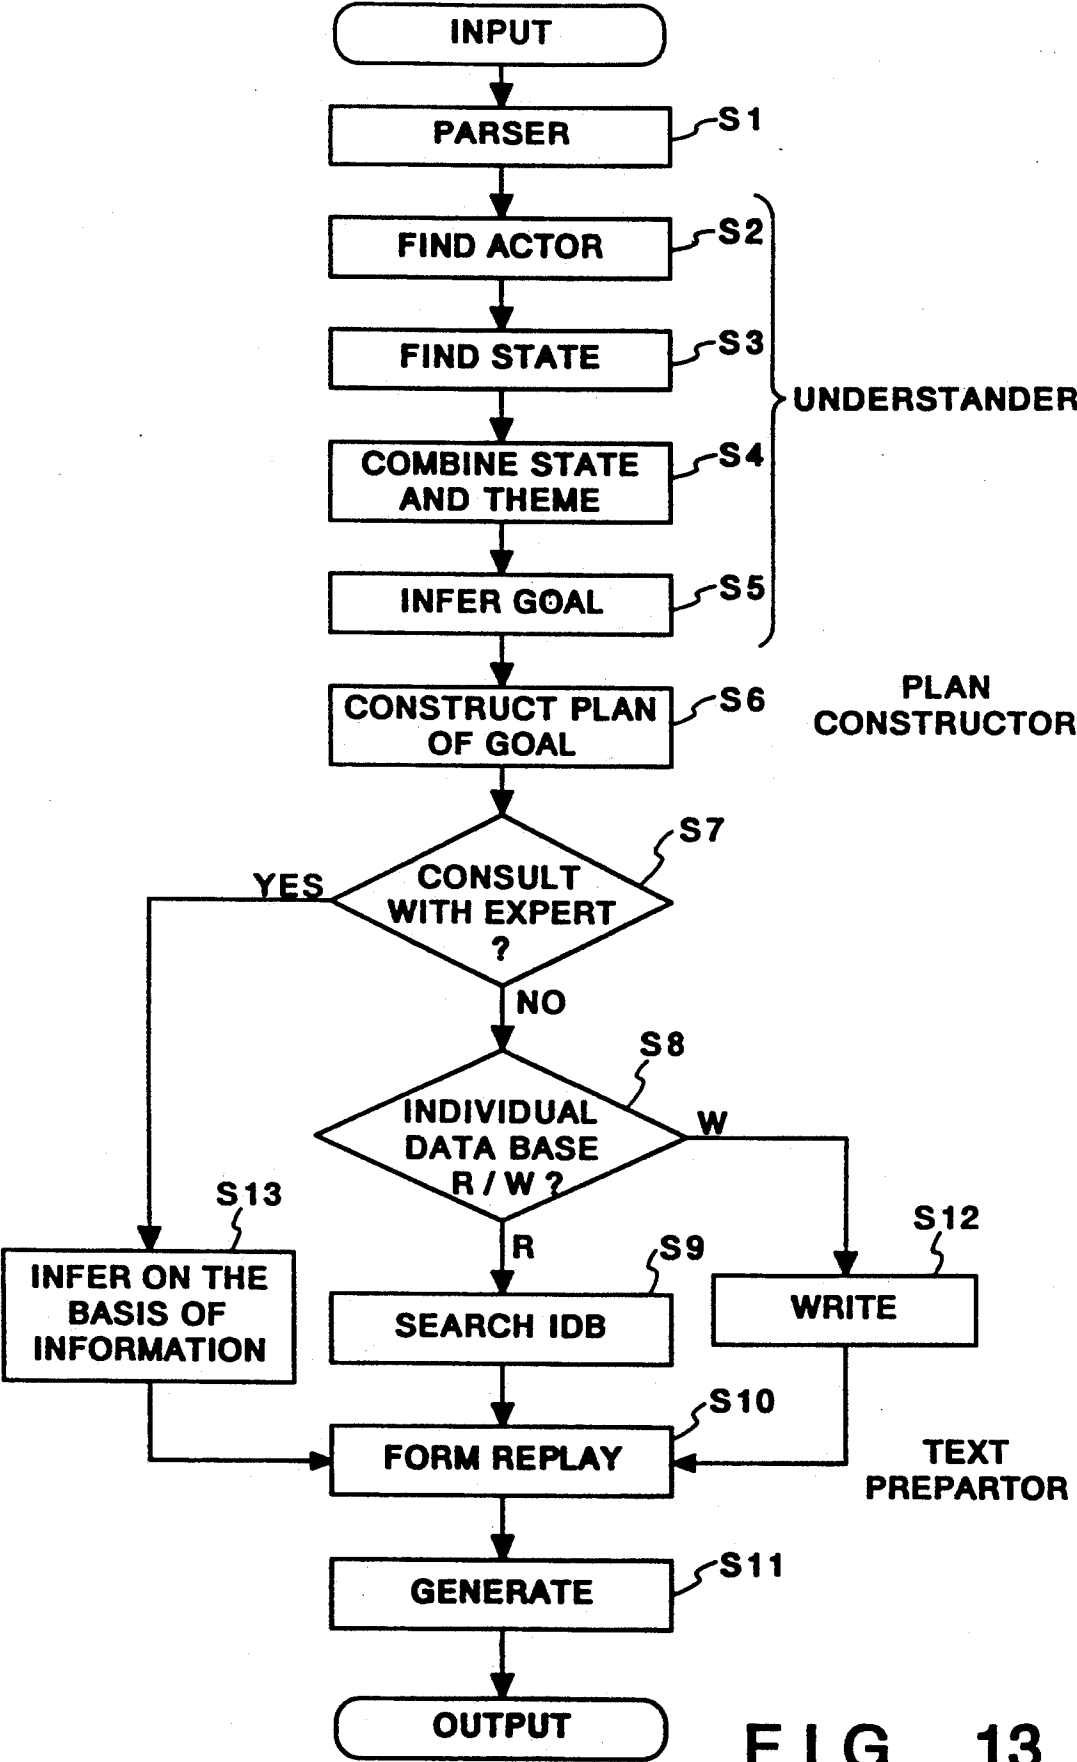 INPUT
PARSER
S1
FIND ACTOR
S2
FIND STATE
S3
UNDERSTANDER
COMBINE STATE
AND THEME
S4
INFER GOAL
S5
CONSTRUCT PLAN
OF GOAL
S6
PLAN
CONSTRUCTOR
CONSULT
WITH EXPERT
?
S7
YES
NO
INDIVIDUAL
DATA BASE
R / W ?
S8
W
R
S13
INFER ON THE
BASIS OF
INFORMATION
SEARCH IDB
S9
S12
WRITE
FORM REPLAY
S10
TEXT
PREPARTOR
GENERATE
S11
OUTPUT
FIG. 13